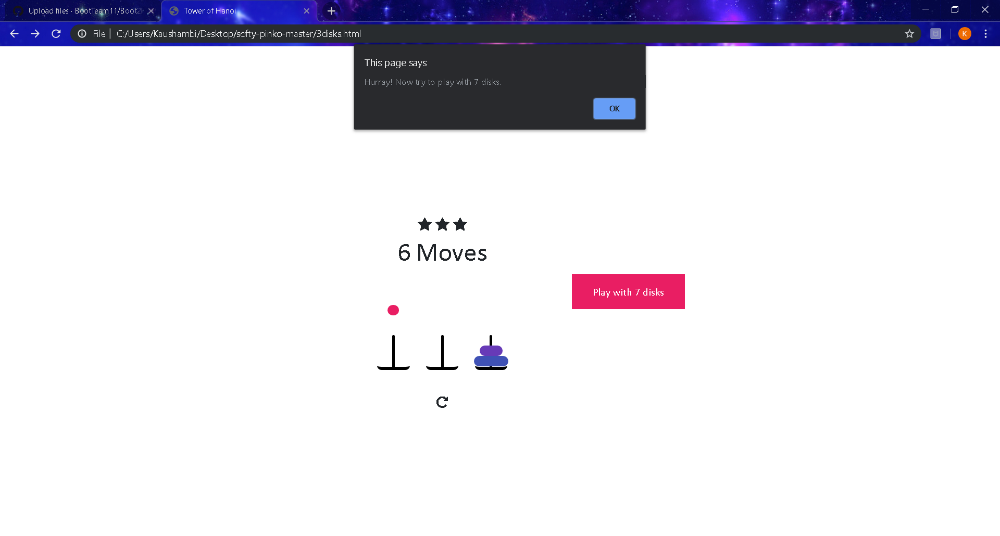 Upload files · BootTeam11/Boot2
Tower of Hanoi
File
C:/Users/Kaushambi/Desktop/softy-pinko-master/3disks.html
K
This page says
Hurray! Now try to play with 7 disks.
OK
6 Moves
Play with 7 disks